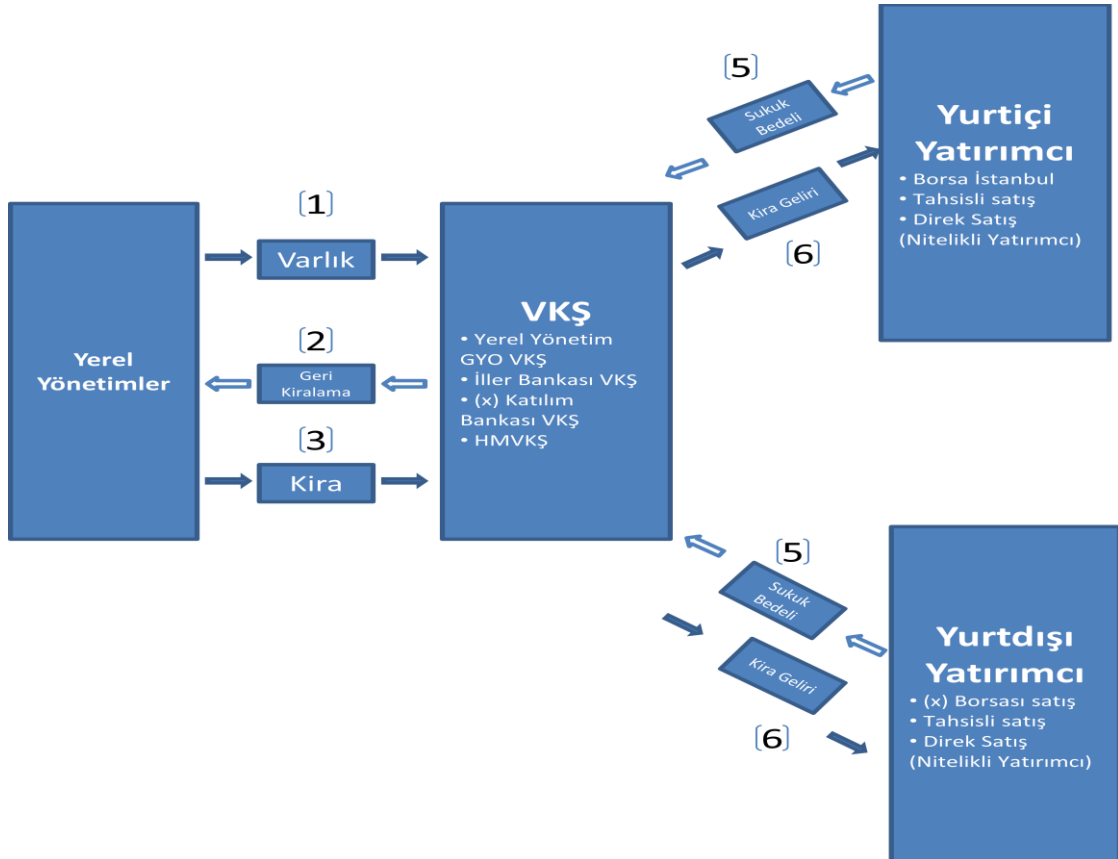 Yerel
Yönetimler
[1]
Varlık
[2]
Geri
Kiralama
[3]
Kira
VKŞ
• Yerel Yönetim
GYO VKŞ
• İller Bankası VKŞ
• (x) Katılım
Bankası VKŞ
• HMVKŞ
[5]
Sukuk
Bedeli
Kira Geliri
[6]
Yurtiçi
Yatırımcı
• Borsa İstanbul
• Tahsisli satış
• Direk Satış
(Nitelikli Yatırımcı)
[5]
Sukuk
Bedeli
Kira Geliri
[6]
Yurtdışı
Yatırımcı
• (x) Borsası satış
• Tahsisli satış
• Direk Satış
(Nitelikli Yatırımcı)